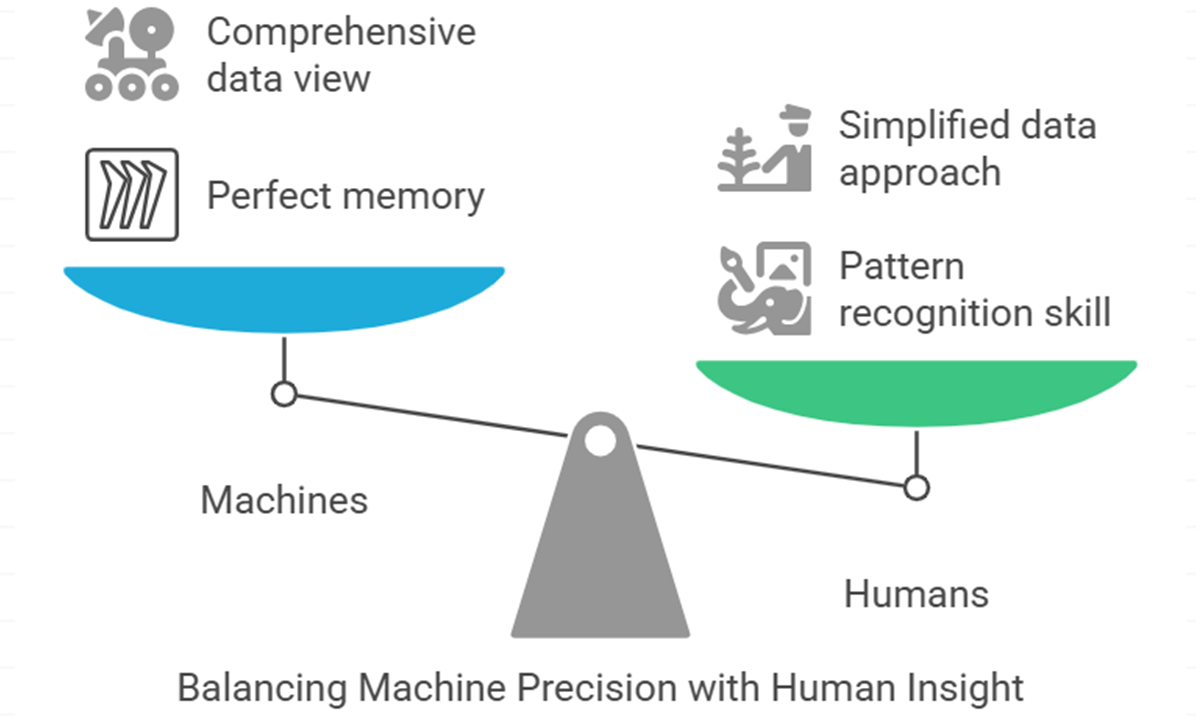 Comprehensive
data view
Perfect memory
Simplified data
approach
Pattern
recognition skill
Machines
Humans
Balancing Machine Precision with Human Insight